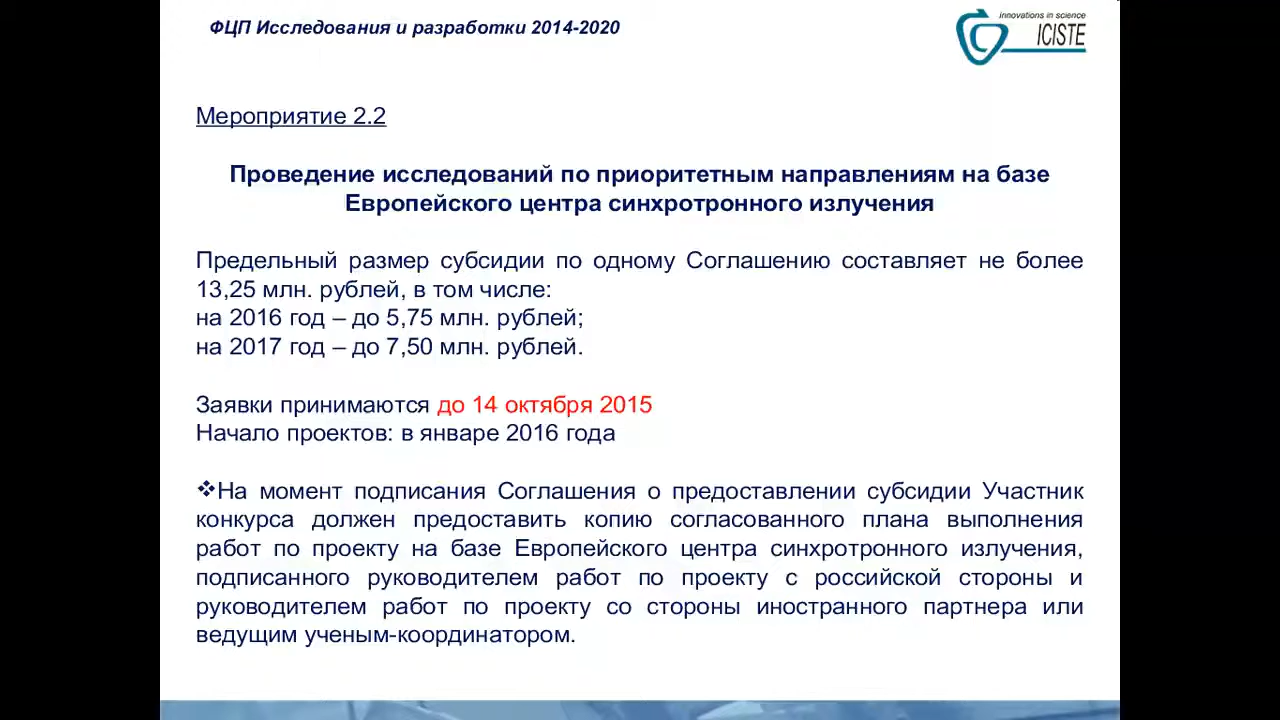 ФЦП Исследования и разработки 2014-2020
innovations in science
ICISTE
Мероприятие 2.2
Проведение исследований по приоритетным направлениям на базе
Европейского центра синхротронного излучения
Предельный размер субсидии по одному Соглашению составляет не более
13,25 млн. рублей, в том числе:
на 2016 год – до 5,75 млн. рублей;
на 2017 год – до 7,50 млн. рублей.
Заявки принимаются до 14 октября 2015
Начало проектов: в январе 2016 года
❖На момент подписания Соглашения о предоставлении субсидии Участник
конкурса должен предоставить копию согласованного плана выполнения
работ по проекту на базе Европейского центра синхротронного излучения,
подписанного руководителем работ по проекту с российской стороны и
руководителем работ по проекту со стороны иностранного партнера или
ведущим ученым-координатором.